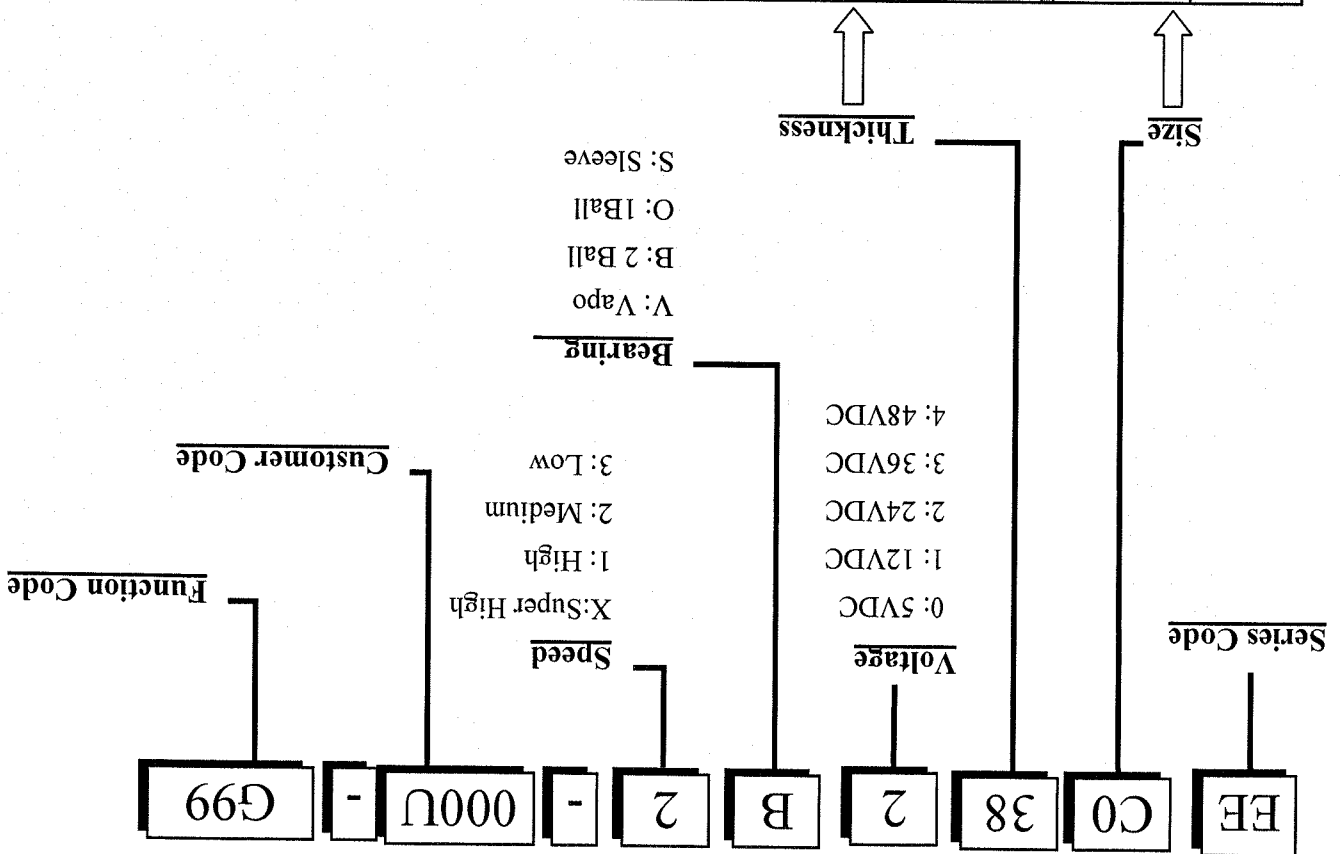 EE C0 38 2 B 2 - 000U - G99
Series Code
Voltage
0: 5VDC
1: 12VDC
2: 24VDC
3: 36VDC
4: 48VDC
Speed
X:Super High
1: High
2: Medium
3: Low
Function Code
Customer Code
Bearing
V: Vapo
B: 2 Ball
O: 1Ball
S: Sleeve
Size
Thickness